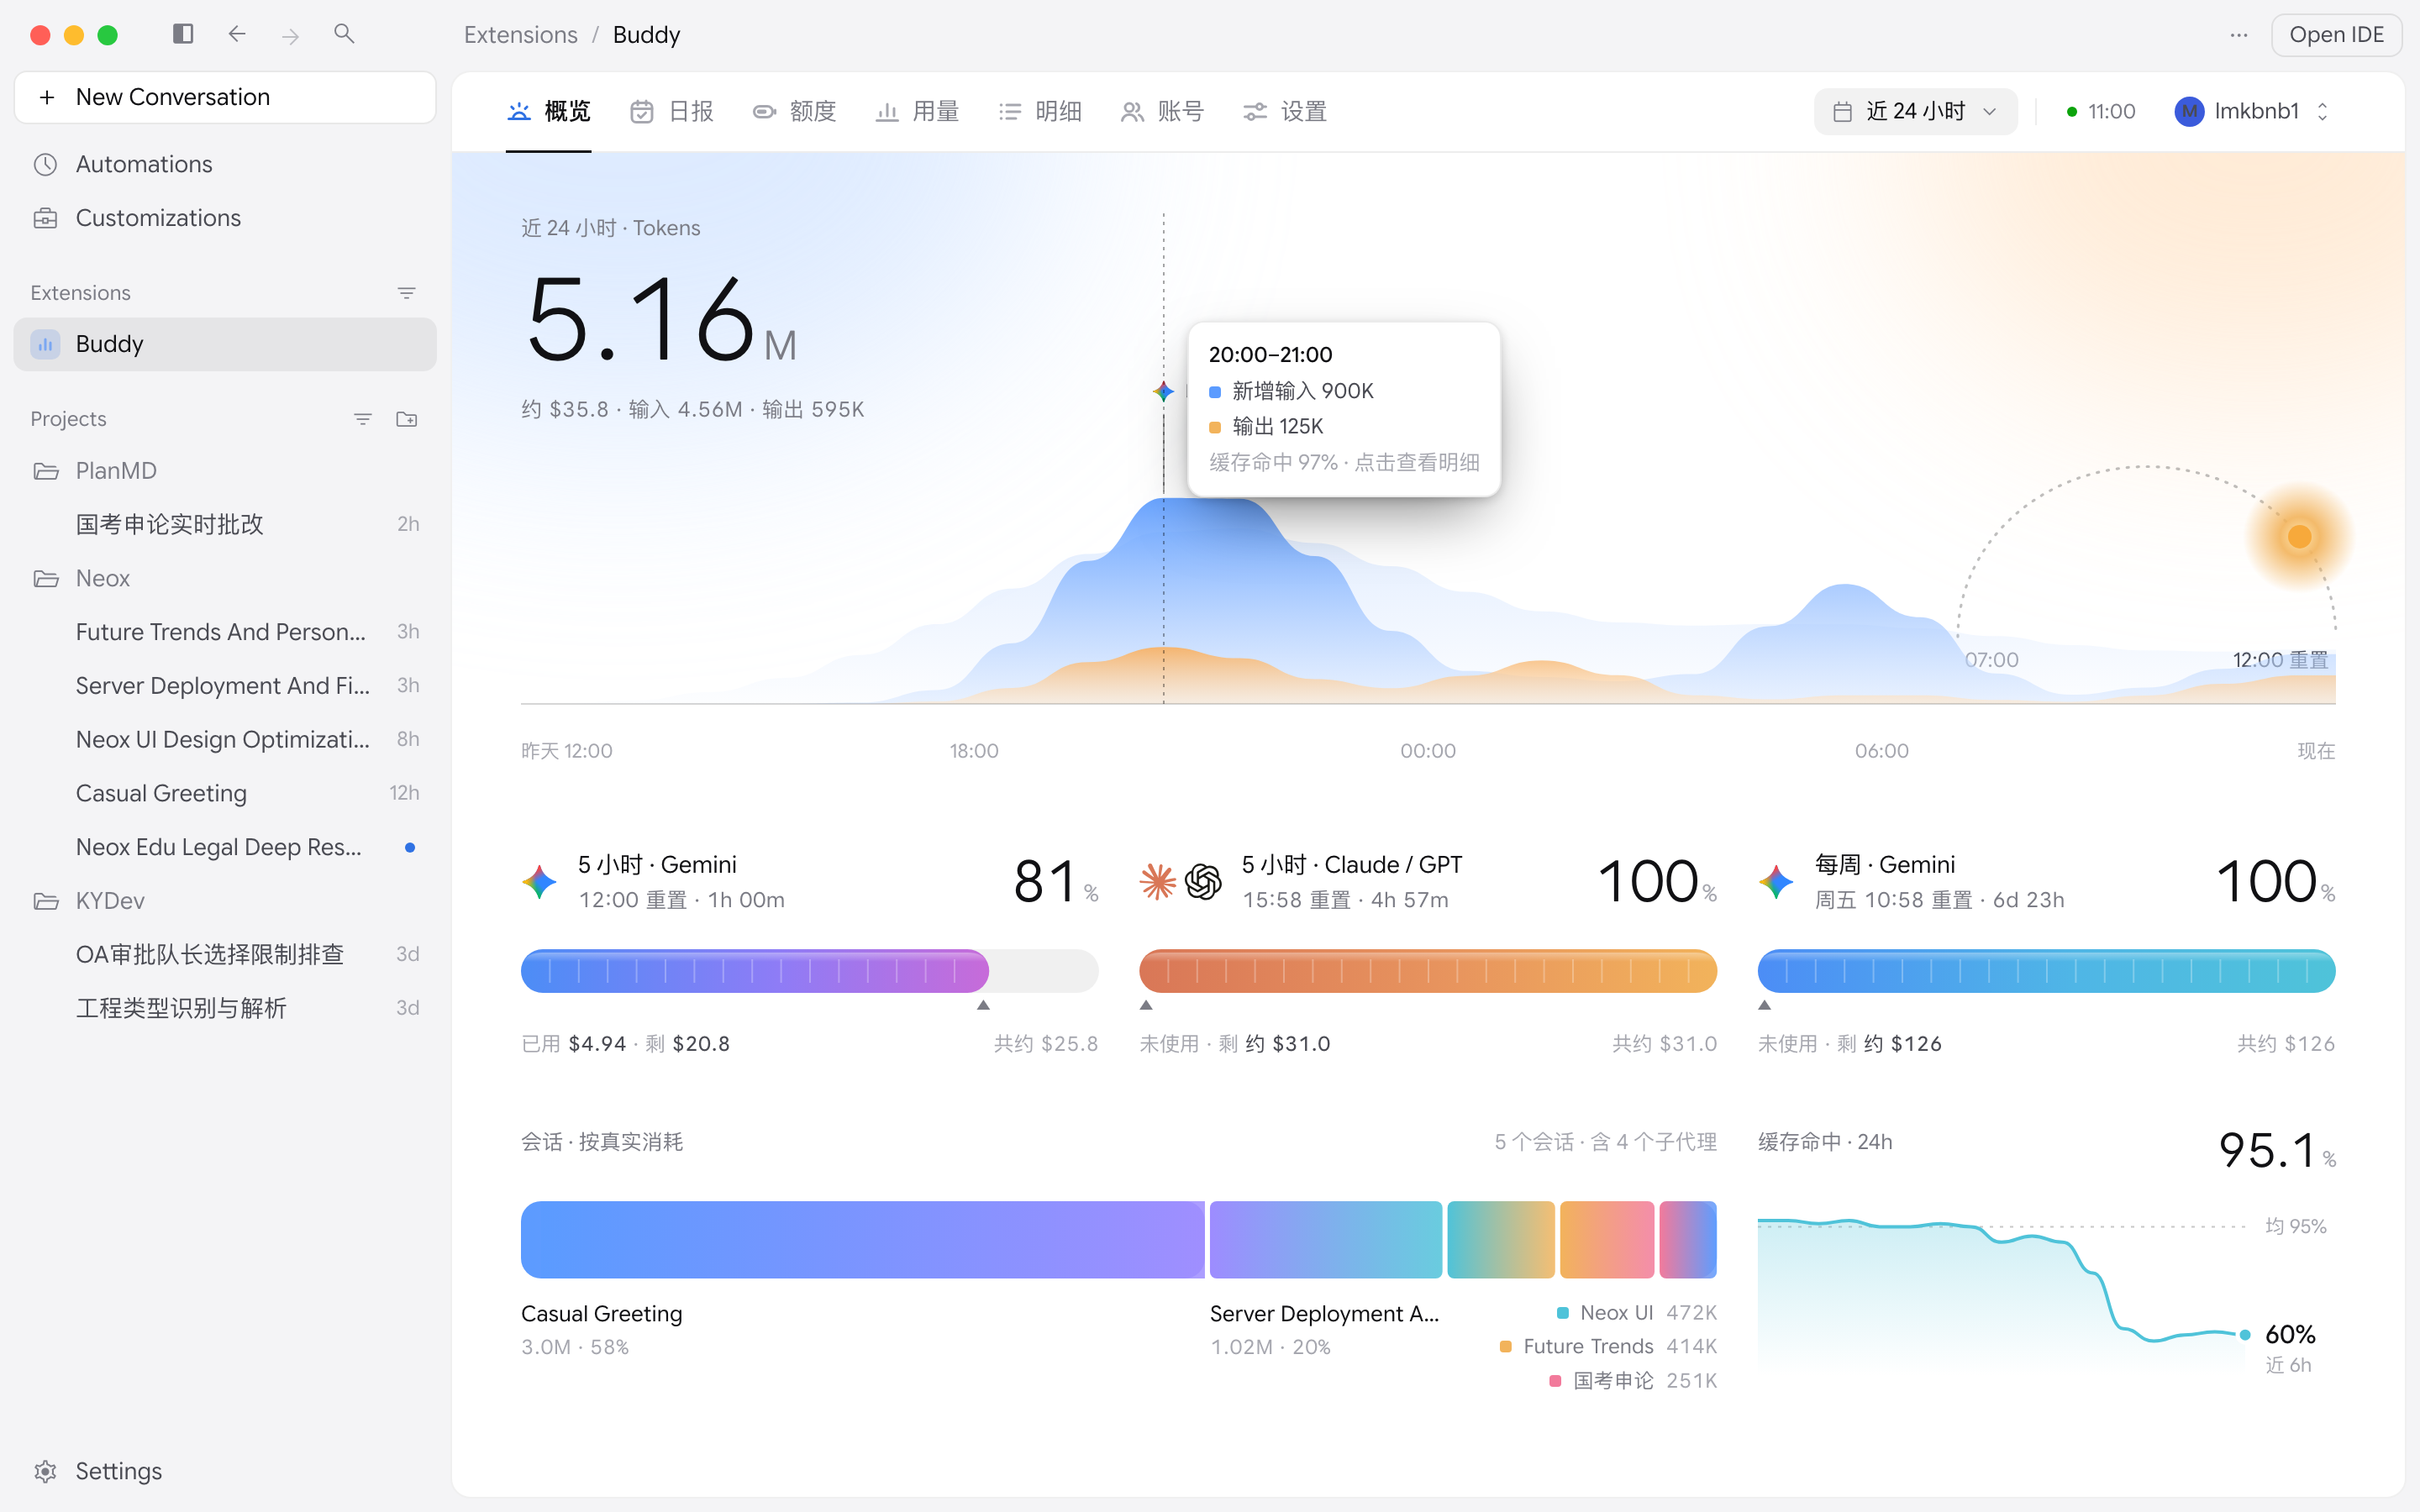 Extensions / Buddy
Open IDE
New Conversation
Automations
Customizations
Extensions
Buddy
Projects
PlanMD
国考申论实时批改 2h
Neox
Future Trends And Person... 3h
Server Deployment And Fi... 3h
Neox UI Design Optimizati... 8h
Casual Greeting 12h
Neox Edu Legal Deep Res...
KYDev
OA审批队长选择限制排查 3d
工程类型识别与解析 3d
Settings
概览 日报 额度 用量 明细 账号 设置
近 24 小时
11:00
M
lmkbnb1
近 24 小时 · Tokens
5.16 M
约 $35.8 · 输入 4.56M · 输出 595K
20:00–21:00
新增输入 900K
输出 125K
缓存命中 97% · 点击查看明细
07:00
12:00 重置
昨天 12:00 18:00 00:00 06:00 现在
5 小时 · Gemini
12:00 重置 · 1h 00m
81 %
已用 $4.94 · 剩 $20.8
共约 $25.8
5 小时 · Claude / GPT
15:58 重置 · 4h 57m
100 %
未使用 · 剩 约 $31.0
共约 $31.0
每周 · Gemini
周五 10:58 重置 · 6d 23h
100 %
未使用 · 剩 约 $126
共约 $126
会话 · 按真实消耗
5 个会话 · 含 4 个子代理
Casual Greeting
3.0M · 58%
Server Deployment A...
1.02M · 20%
Neox UI 472K
Future Trends 414K
国考申论 251K
缓存命中 · 24h
95.1 %
均 95%
60%
近 6h